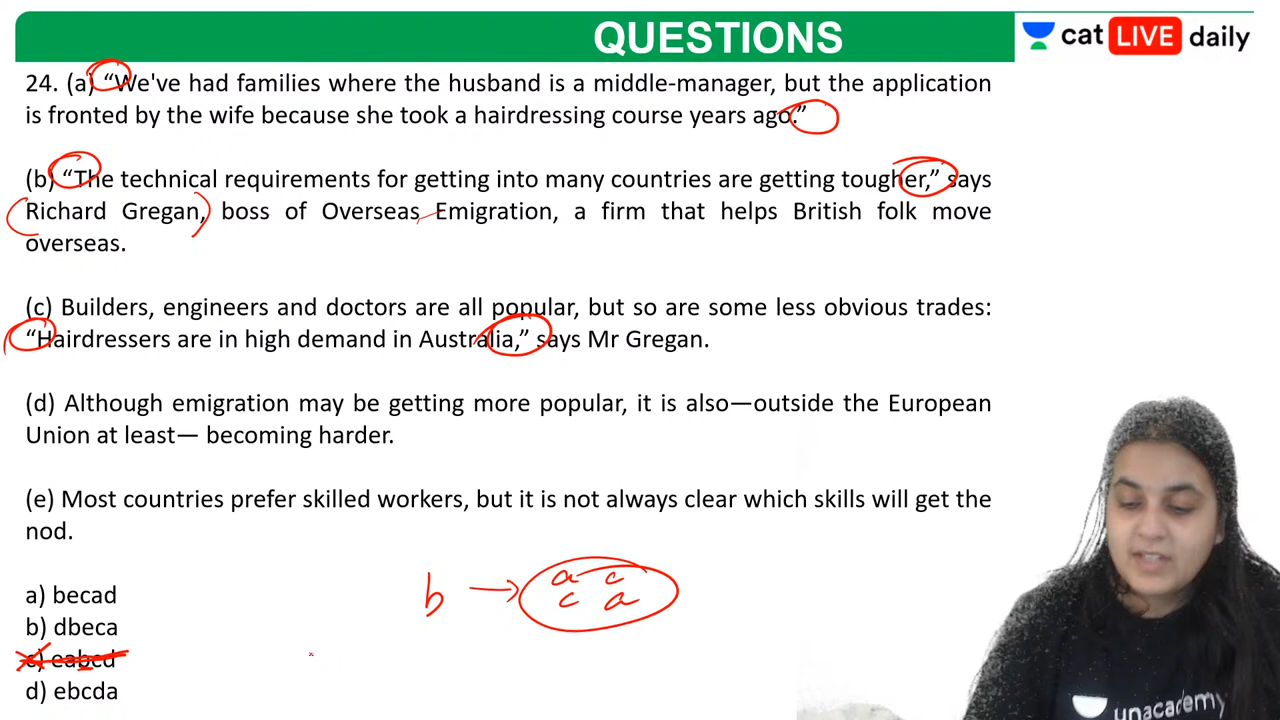 QUESTIONS
cat LIVE daily
24. (a) “We've had families where the husband is a middle-manager, but the application
is fronted by the wife because she took a hairdressing course years ago.”
(b) “The technical requirements for getting into many countries are getting tougher,” says
Richard Gregan, boss of Overseas Emigration, a firm that helps British folk move
overseas.
(c) Builders, engineers and doctors are all popular, but so are some less obvious trades:
“Hairdressers are in high demand in Australia,” says Mr Gregan.
(d) Although emigration may be getting more popular, it is also—outside the European
Union at least— becoming harder.
(e) Most countries prefer skilled workers, but it is not always clear which skills will get the
nod.
a c
b → c a
a) becad
b) dbeca
c) eabcd
d) ebcda
unacademy